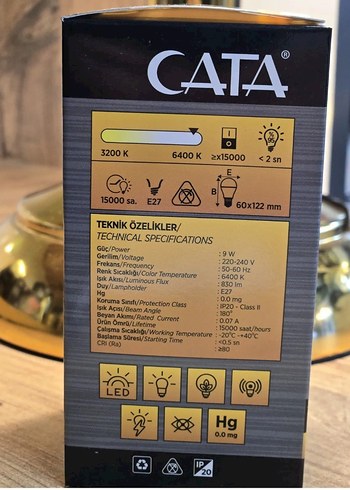 CATA®
3200 K 6400 K ≥x15000 < 2 sn
%95
15000 sa. E27 B E 60x122 mm
TEKNİK ÖZELİKLER/
TECHNICAL SPECIFICATIONS
Güç/Power : 9 W
Gerilim/Voltage : 220-240 V
Frekans/Frequency : 50-60 Hz
Renk Sıcaklığı/Color Temperature : 6400 K
Işık Akısı/Luminous Flux : 830 lm
Duy/Lampholder : E27
Hg : 0.0 mg
Koruma Sınıfı/Protection Class : IP20 - Class II
Işık Açısı/Beam Angle : 180°
Beyan Akımı/Rated Current : 0.07 A
Ürün Ömrü/Lifetime : 15000 saat/hours
Çalışma Sıcaklığı/Working Temperature : -20°C -+40°C
Başlama Süresi/Starting Time : <0.5 sn
CRI (Ra) : ≥80
LED
Hg
0.0 mg
IP
20